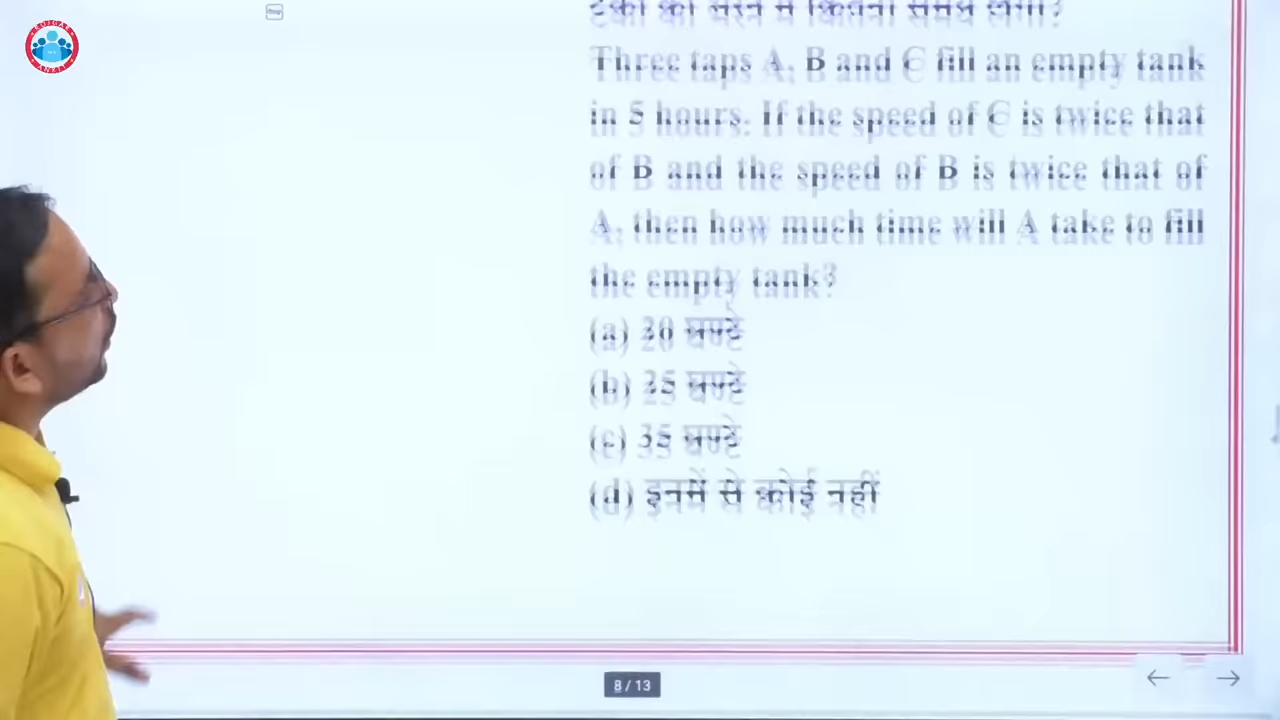 Three taps A, B and C fill an empty tank
in 5 hours. If the speed of C is twice that
of B and the speed of B is twice that of
A, then how much time will A take to fill
the empty tank?
(a) घण्टे
(b) घण्टे
(c) 35 घण्टे
(d) इनमें से कोई नहीं
8 / 13